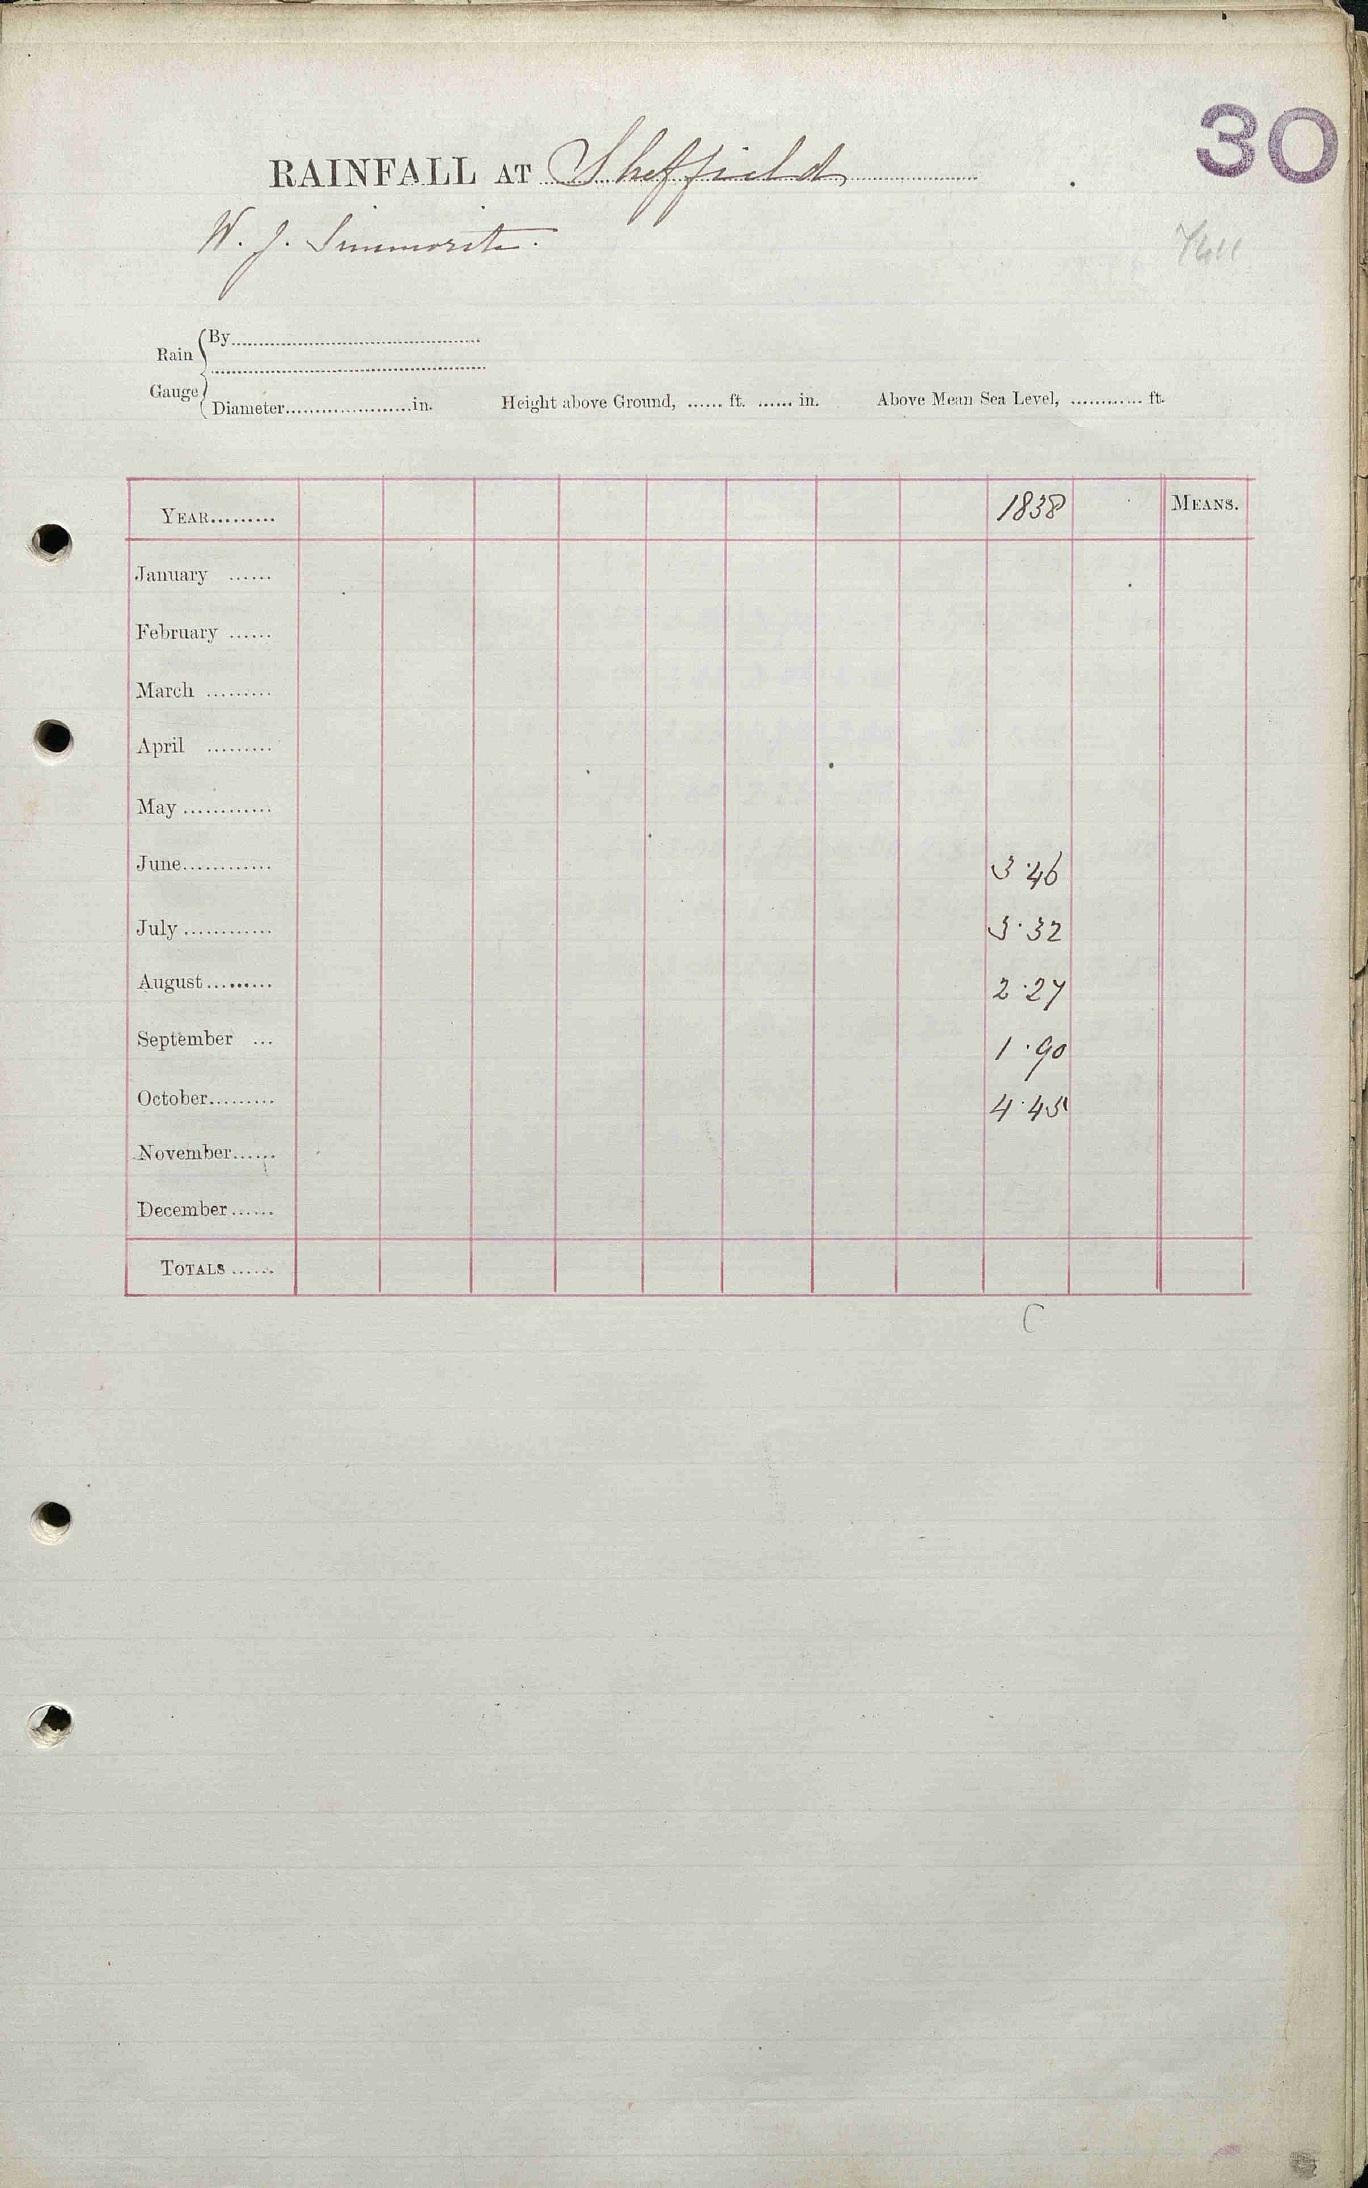 30
RAINFALL AT Sheffield
W. J. Simmorite.
Rain Gauge
By
Diameter in. Height above Ground, ...... ft. ...... in. Above Mean Sea Level, ............ ft.
YEAR......... 1838 MEANS.
January ......
February ......
March .........
April .........
May ............
June............ 3.46
July ............ 3.32
August......... 2.27
September ... 1.90
October......... 4.45
November......
December......
TOTALS ......